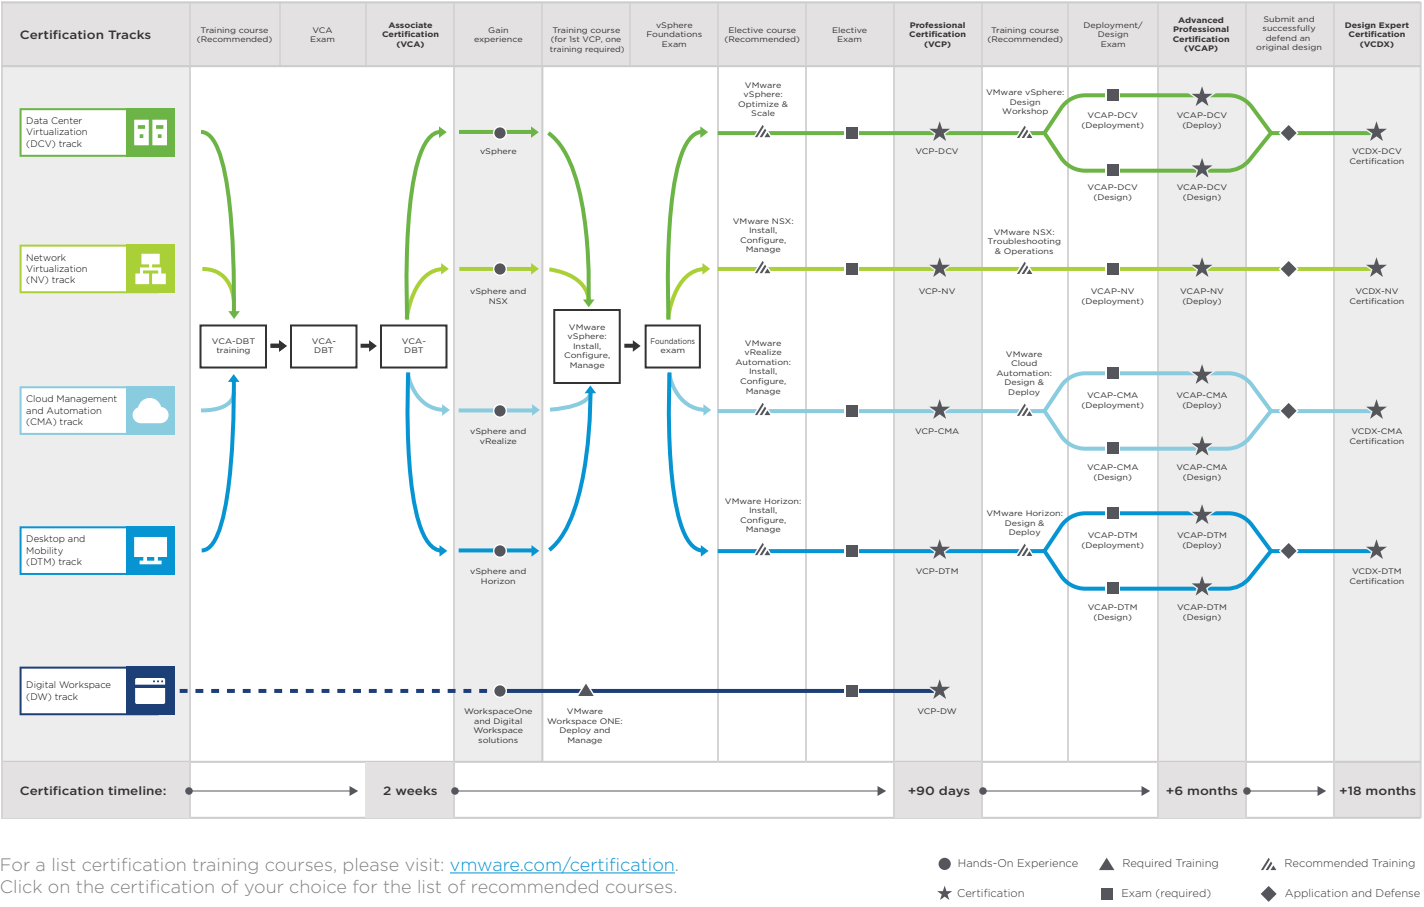 Certification Tracks
Training course
(Recommended)
VCA
Exam
Associate
Certification
(VCA)
Gain
experience
Training course
(for 1st VCP, one
training required)
vSphere
Foundations
Exam
Elective course
(Recommended)
Elective
Exam
Professional
Certification
(VCP)
Training course
(Recommended)
Deployment/
Design
Exam
Advanced
Professional
Certification
(VCAP)
Submit and
successfully
defend an
original design
Design Expert
Certification
(VCDX)
Data Center
Virtualization
(DCV) track
vSphere
VMware
vSphere:
Optimize &
Scale
VCP-DCV
VMware vSphere:
Design
Workshop
VCAP-DCV
(Deployment)
VCAP-DCV
(Deploy)
VCAP-DCV
(Design)
VCAP-DCV
(Design)
VCDX-DCV
Certification
Network
Virtualization
(NV) track
vSphere and
NSX
VMware NSX:
Install,
Configure,
Manage
VCP-NV
VMware NSX:
Troubleshooting
& Operations
VCAP-NV
(Deployment)
VCAP-NV
(Deploy)
VCDX-NV
Certification
VCA-DBT
training
VCA-
DBT
VCA-
DBT
VMware
vSphere:
Install,
Configure,
Manage
Foundations
exam
Cloud Management
and Automation
(CMA) track
vSphere and
vRealize
VMware
vRealize
Automation:
Install,
Configure,
Manage
VCP-CMA
VMware
Cloud
Automation:
Design &
Deploy
VCAP-CMA
(Deployment)
VCAP-CMA
(Deploy)
VCAP-CMA
(Design)
VCAP-CMA
(Design)
VCDX-CMA
Certification
Desktop and
Mobility
(DTM) track
vSphere and
Horizon
VMware Horizon:
Install,
Configure,
Manage
VCP-DTM
VMware Horizon:
Design &
Deploy
VCAP-DTM
(Deployment)
VCAP-DTM
(Deploy)
VCAP-DTM
(Design)
VCAP-DTM
(Design)
VCDX-DTM
Certification
Digital Workspace
(DW) track
WorkspaceOne
and Digital
Workspace
solutions
VMware
Workspace ONE:
Deploy and
Manage
VCP-DW
Certification timeline:
2 weeks
+90 days
+6 months
+18 months
For a list certification training courses, please visit: vmware.com/certification.
Click on the certification of your choice for the list of recommended courses.
Hands-On Experience
Required Training
Recommended Training
Certification
Exam (required)
Application and Defense